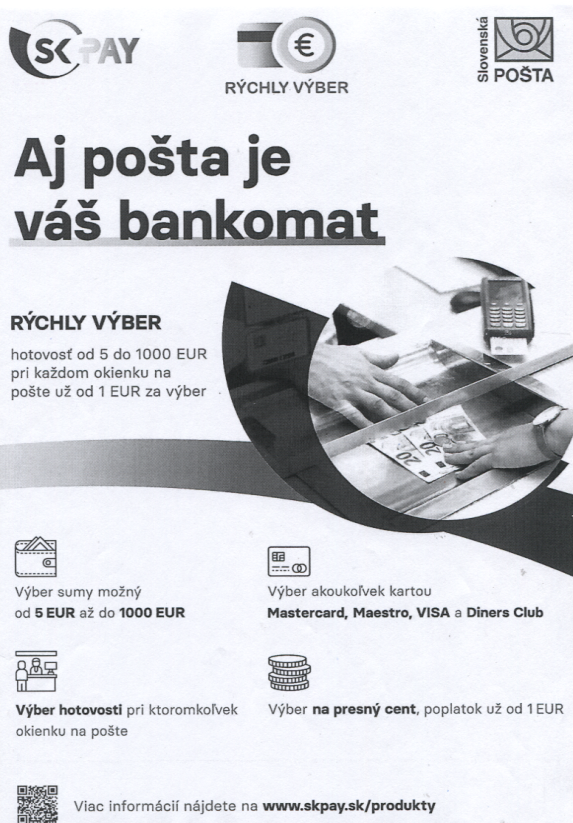 SK PAY
RÝCHLY VÝBER
Slovenská
POŠTA
Aj pošta je
váš bankomat
RÝCHLY VÝBER
hotovosť od 5 do 1000 EUR
pri každom okienku na
pošte už od 1 EUR za výber
Výber sumy možný
od 5 EUR až do 1000 EUR
Výber akoukoľvek kartou
Mastercard, Maestro, VISA a Diners Club
Výber hotovosti pri ktoromkoľvek
okienku na pošte
Výber na presný cent, poplatok už od 1 EUR
Viac informácií nájdete na www.skpay.sk/produkty